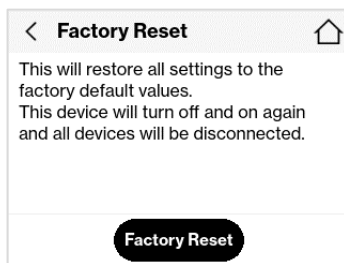 Factory Reset
This will restore all settings to the
factory default values.
This device will turn off and on again
and all devices will be disconnected.
Factory Reset